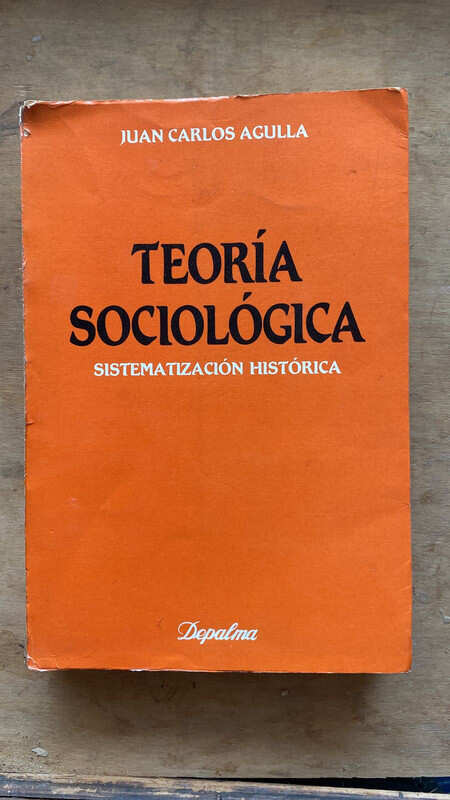 JUAN CARLOS AGULLA
TEORÍA
SOCIOLÓGICA
SISTEMATIZACIÓN HISTÓRICA
Depalma